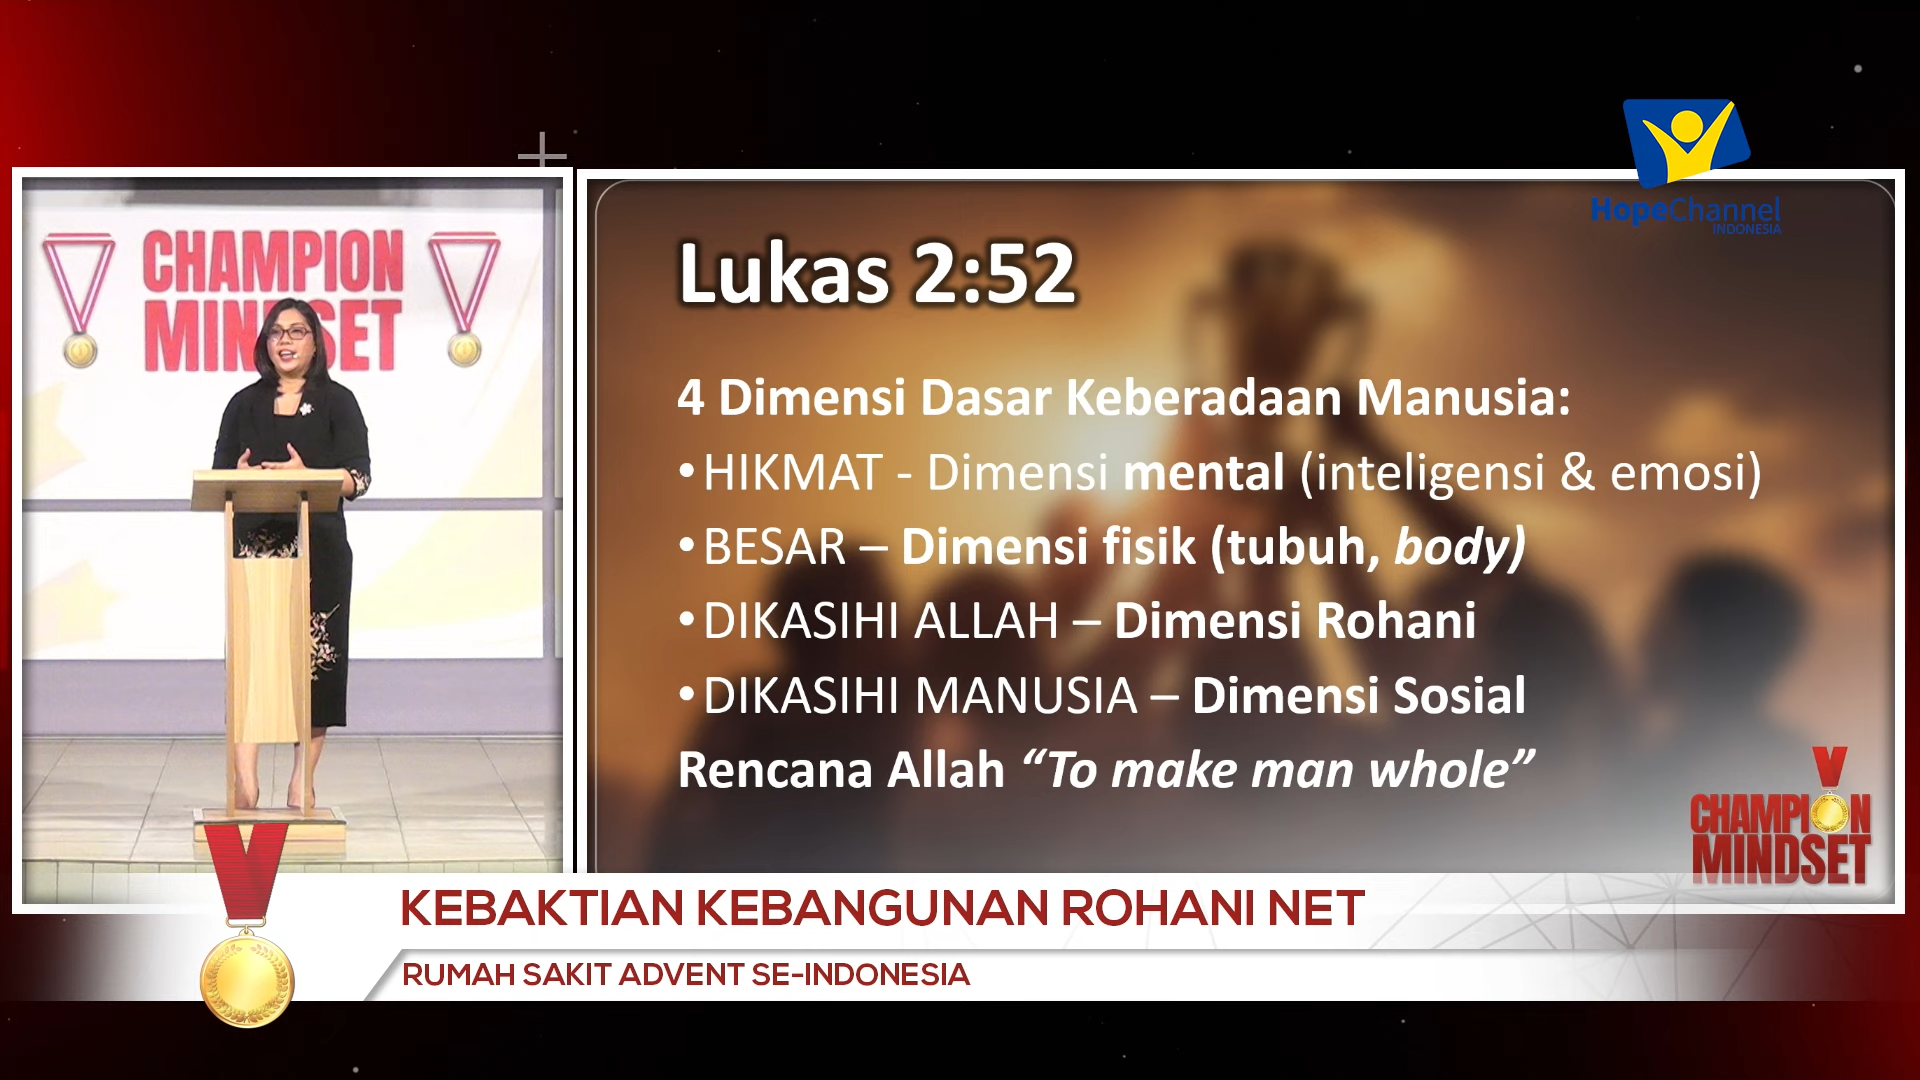 HopeChannel
INDONESIA
CHAMPION
MINDSET
Lukas 2:52
4 Dimensi Dasar Keberadaan Manusia:
• HIKMAT - Dimensi mental (inteligensi & emosi)
• BESAR – Dimensi fisik (tubuh, body)
• DIKASIHI ALLAH – Dimensi Rohani
• DIKASIHI MANUSIA – Dimensi Sosial
Rencana Allah “To make man whole”
CHAMPION
MINDSET
KEBAKTIAN KEBANGUNAN ROHANI NET
RUMAH SAKIT ADVENT SE-INDONESIA